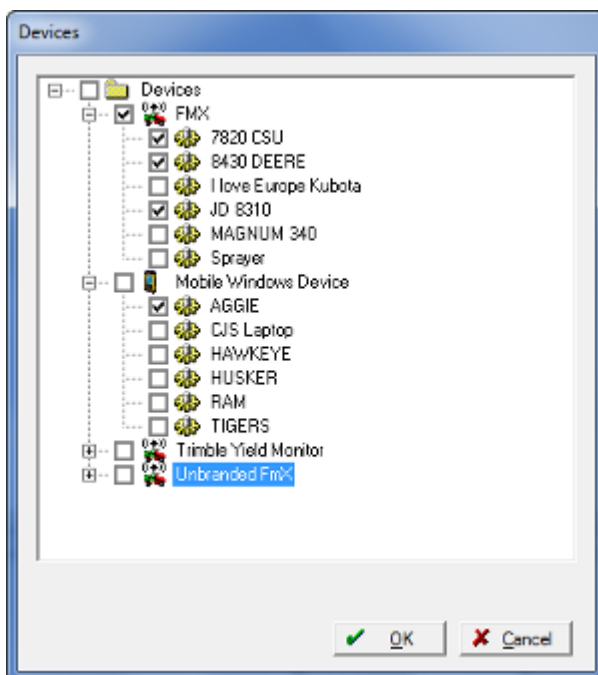 Devices
Devices
FMX
7820 CSU
8430 DEERE
I love Europe Kubota
JD 8310
MAGNUM 340
Sprayer
Mobile Windows Device
AGGIE
CJS Laptop
HAWKEYE
HUSKER
RAM
TIGERS
Trimble Yield Monitor
Unbranded FmX
OK Cancel